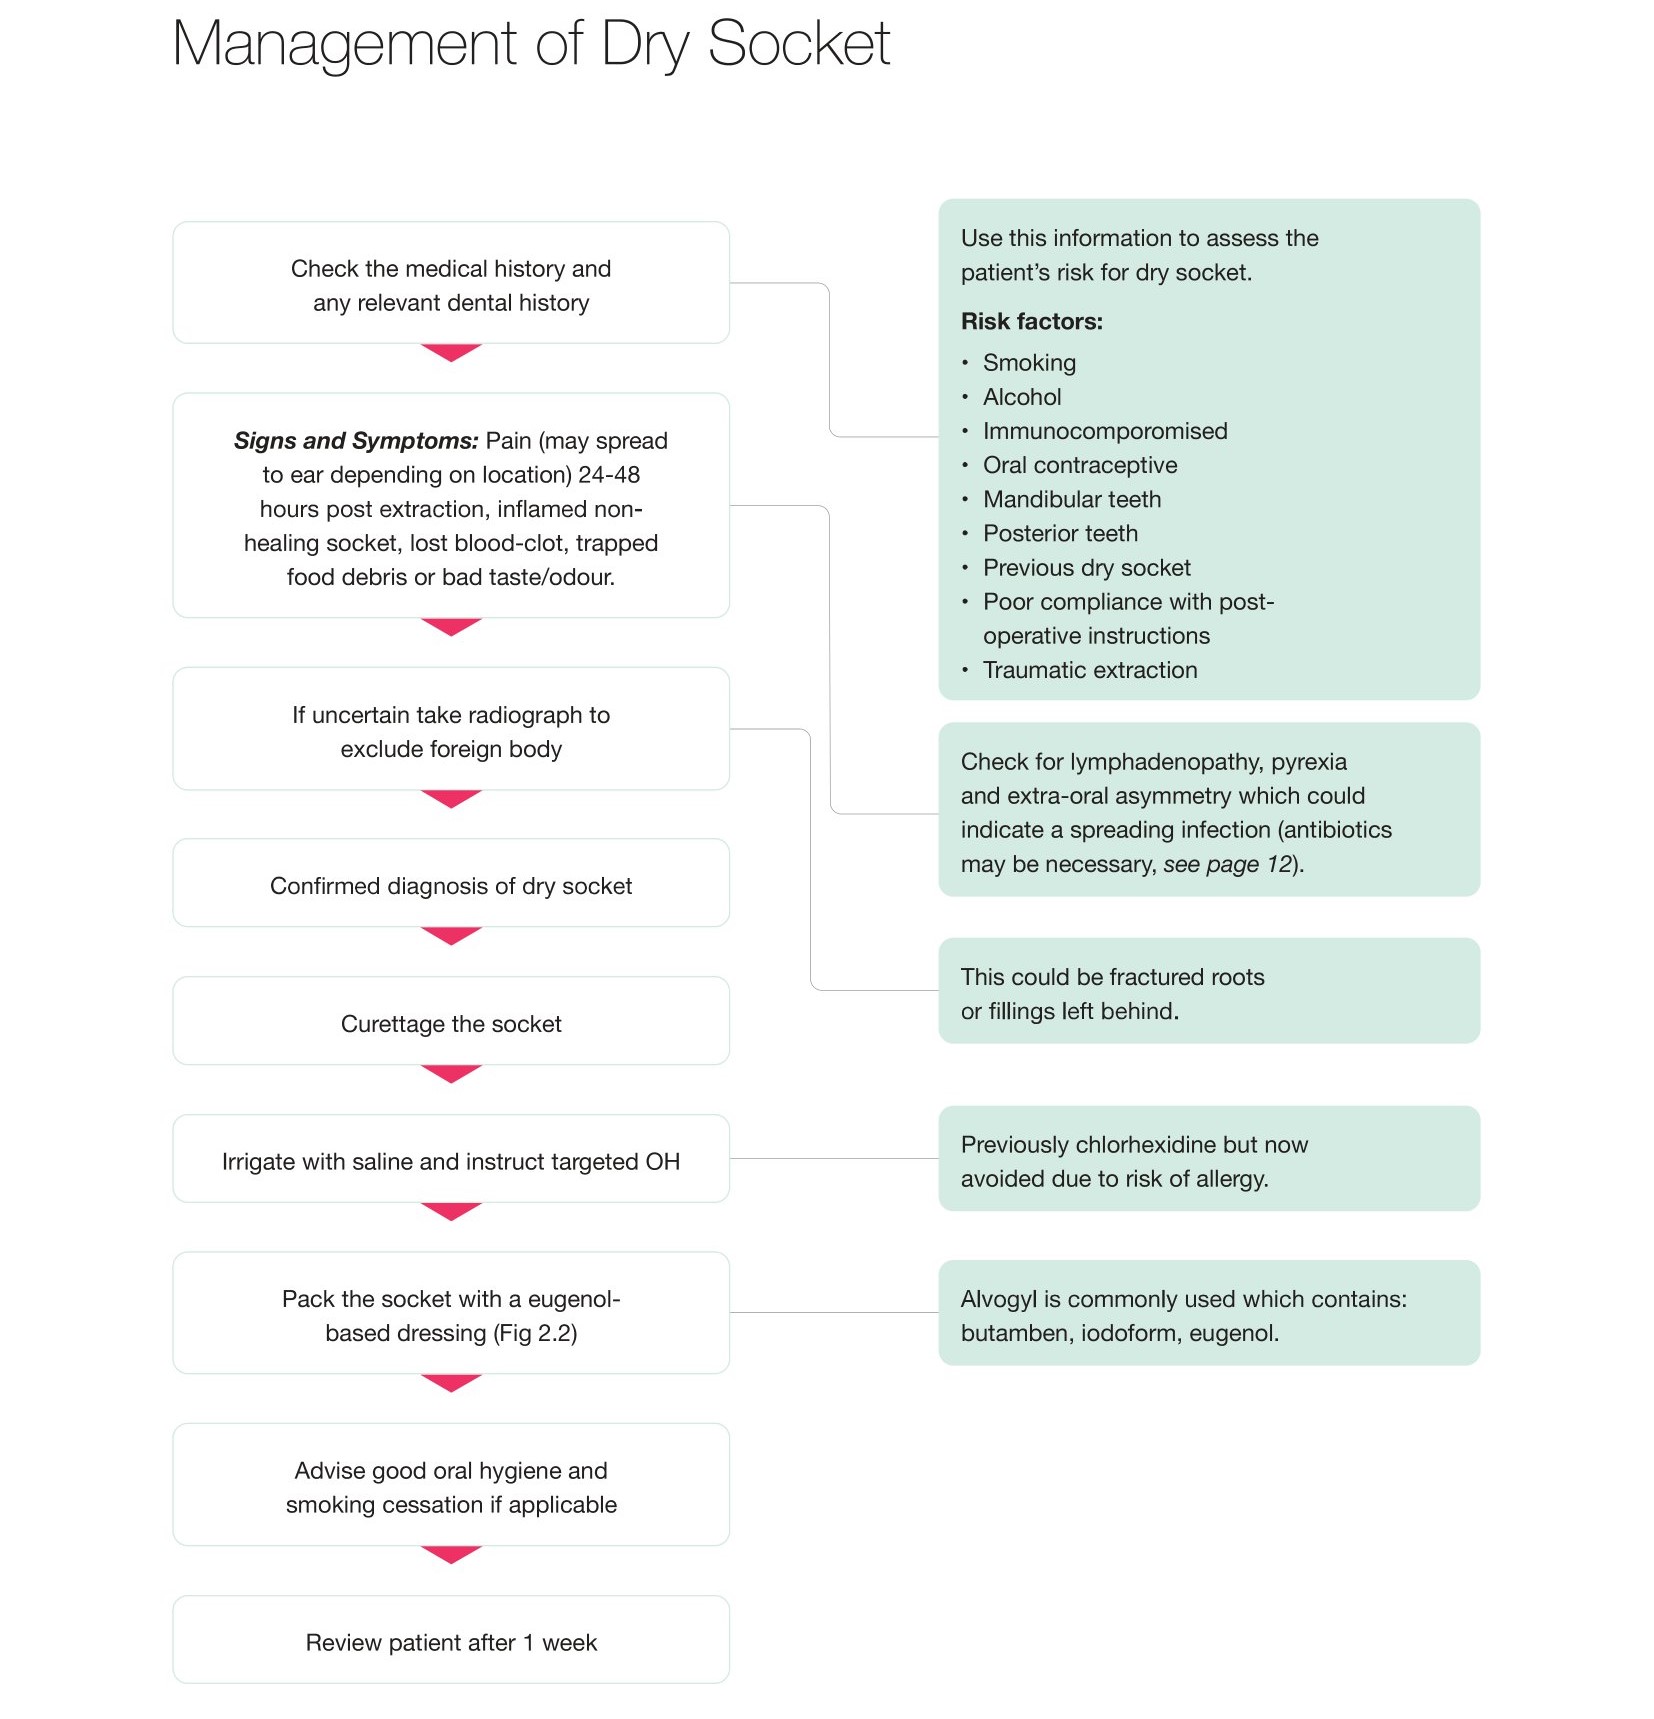 Management of Dry Socket
Check the medical history and
any relevant dental history
Use this information to assess the
patient’s risk for dry socket.
Risk factors:
• Smoking
• Alcohol
• Immunocomporomised
• Oral contraceptive
• Mandibular teeth
• Posterior teeth
• Previous dry socket
• Poor compliance with post-
operative instructions
• Traumatic extraction
Signs and Symptoms: Pain (may spread
to ear depending on location) 24-48
hours post extraction, inflamed non-
healing socket, lost blood-clot, trapped
food debris or bad taste/odour.
Check for lymphadenopathy, pyrexia
and extra-oral asymmetry which could
indicate a spreading infection (antibiotics
may be necessary, see page 12).
If uncertain take radiograph to
exclude foreign body
This could be fractured roots
or fillings left behind.
Confirmed diagnosis of dry socket
Curettage the socket
Irrigate with saline and instruct targeted OH
Previously chlorhexidine but now
avoided due to risk of allergy.
Pack the socket with a eugenol-
based dressing (Fig 2.2)
Alvogyl is commonly used which contains:
butamben, iodoform, eugenol.
Advise good oral hygiene and
smoking cessation if applicable
Review patient after 1 week